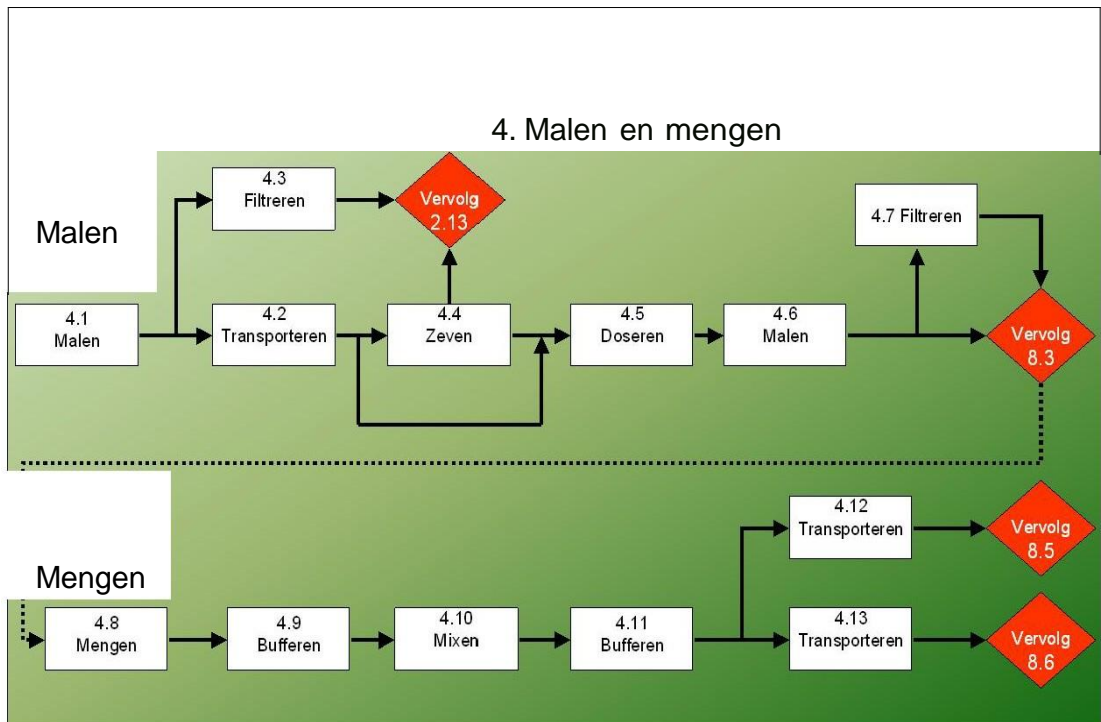 4. Malen en mengen
Malen
4.3
Filtreren
Vervolg
2.13
4.7 Filtreren
4.1
Malen
4.2
Transporteren
4.4
Zeven
4.5
Doseren
4.6
Malen
Vervolg
8.3
Mengen
4.12
Transporteren
Vervolg
8.5
4.8
Mengen
4.9
Bufferen
4.10
Mixen
4.11
Bufferen
4.13
Transporteren
Vervolg
8.6